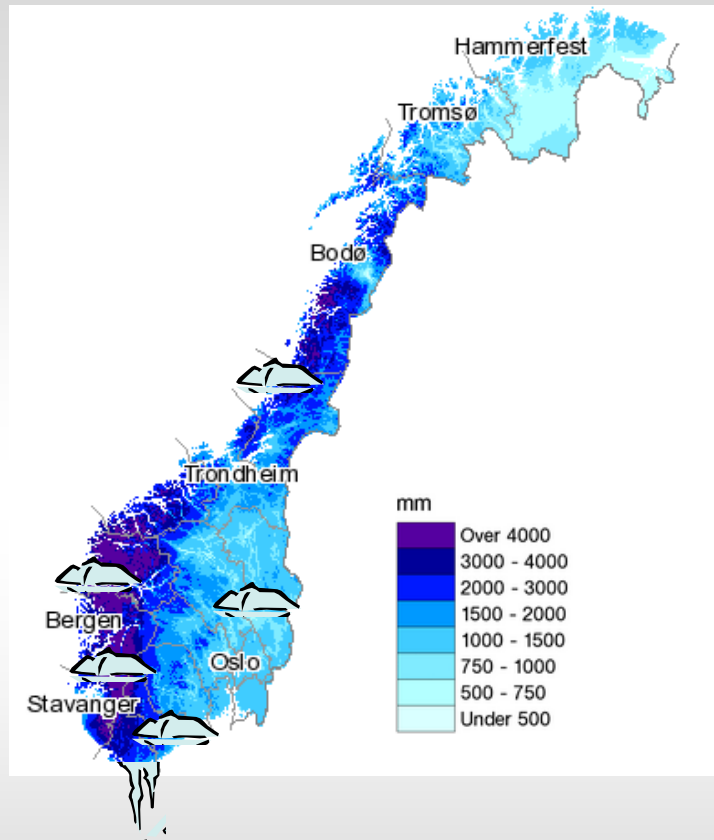 Hammerfest
Tromsø
Bodø
Trondheim
Bergen
Oslo
Stavanger
mm
Over 4000
3000 - 4000
2000 - 3000
1500 - 2000
1000 - 1500
750 - 1000
500 - 750
Under 500